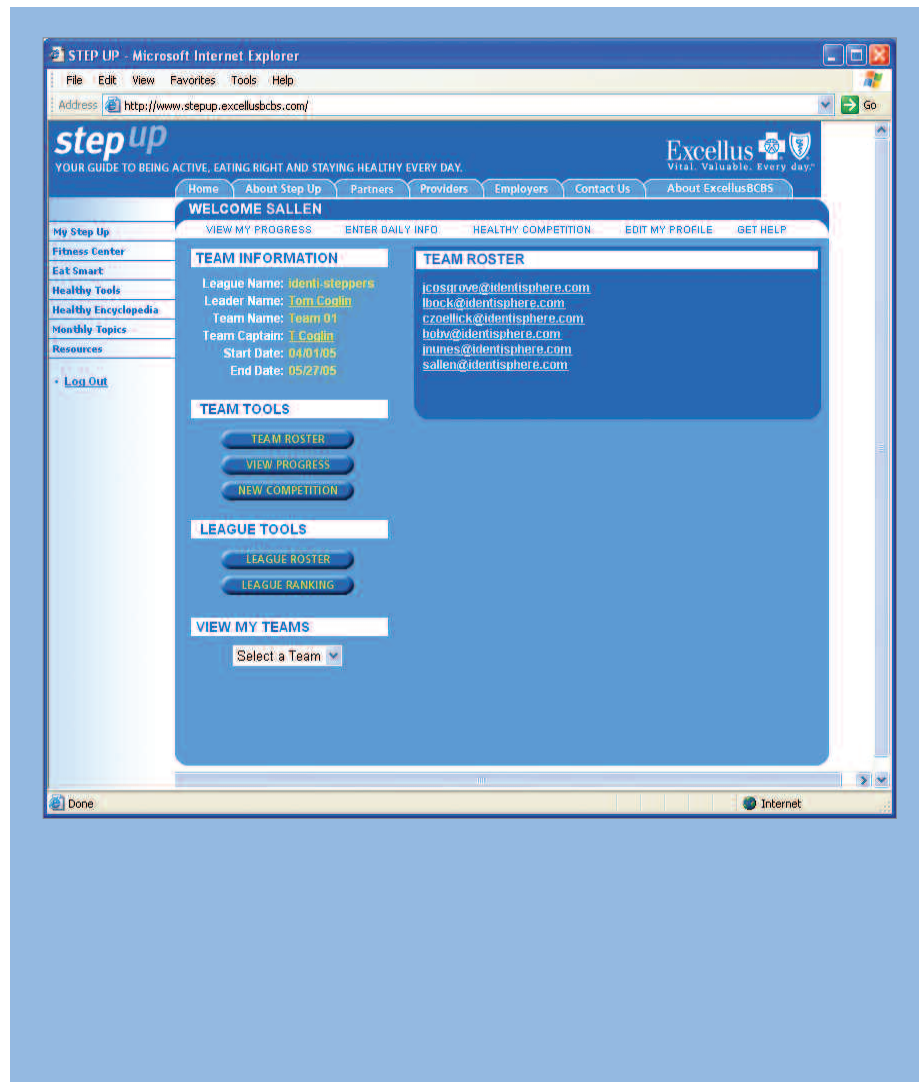 STEP UP - Microsoft Internet Explorer
File Edit View Favorites Tools Help
Address http://www.stepup.excellusbcbs.com/ Go
step up
YOUR GUIDE TO BEING ACTIVE, EATING RIGHT AND STAYING HEALTHY EVERY DAY.
Excellus
Vital. Valuable. Every day.℠
Home About Step Up Partners Providers Employers Contact Us About ExcellusBCBS
WELCOME SALLEN
VIEW MY PROGRESS ENTER DAILY INFO HEALTHY COMPETITION EDIT MY PROFILE GET HELP
My Step Up
Fitness Center
Eat Smart
Healthy Tools
Healthy Encyclopedia
Monthly Topics
Resources
• Log Out
TEAM INFORMATION
League Name: identi-steppers
Leader Name: Tom Coglin
Team Name: Team 01
Team Captain: T Coglin
Start Date: 04/01/05
End Date: 05/27/05
TEAM TOOLS
TEAM ROSTER
VIEW PROGRESS
NEW COMPETITION
LEAGUE TOOLS
LEAGUE ROSTER
LEAGUE RANKING
VIEW MY TEAMS
Select a Team
TEAM ROSTER
jcosgrove@identisphere.com
lbock@identisphere.com
czoellick@identisphere.com
bobv@identisphere.com
jnunes@identisphere.com
sallen@identisphere.com
Done Internet